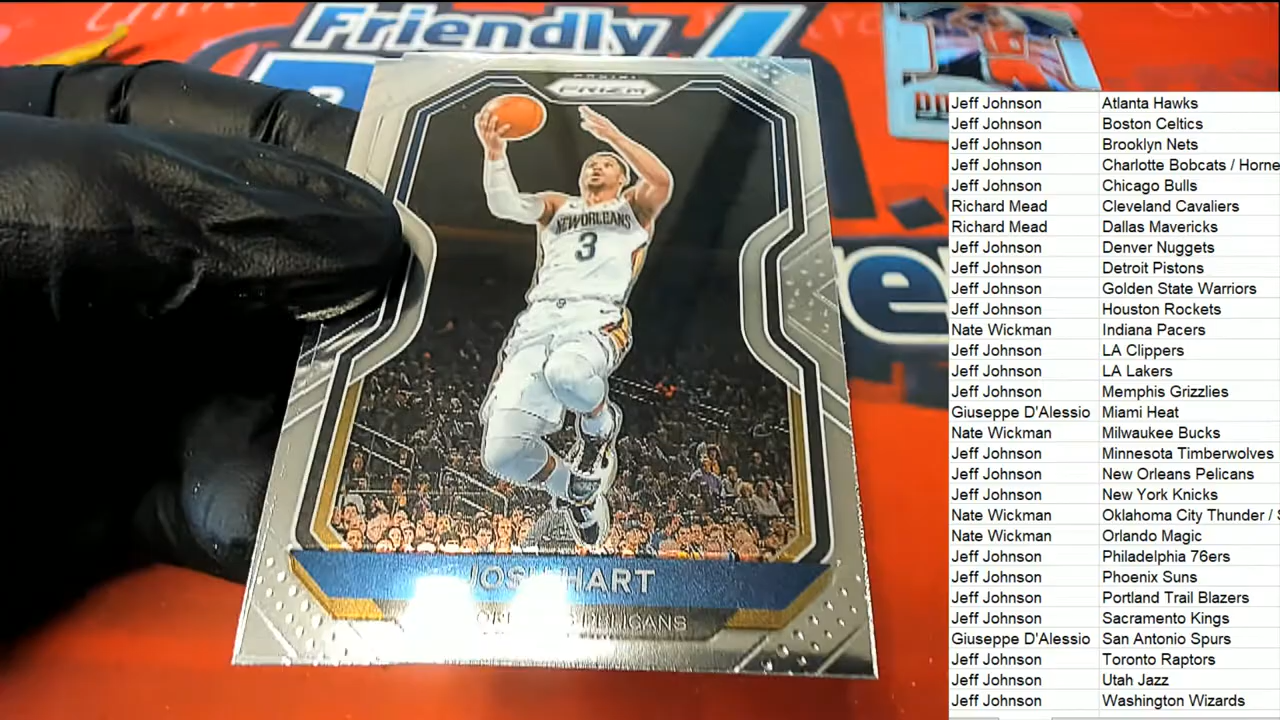 Friendly
PANINI
PRIZM
NEW ORLEANS
3
HART
PELICANS
e
Jeff Johnson Atlanta Hawks
Jeff Johnson Boston Celtics
Jeff Johnson Brooklyn Nets
Jeff Johnson Charlotte Bobcats / Horne
Jeff Johnson Chicago Bulls
Richard Mead Cleveland Cavaliers
Richard Mead Dallas Mavericks
Jeff Johnson Denver Nuggets
Jeff Johnson Detroit Pistons
Jeff Johnson Golden State Warriors
Jeff Johnson Houston Rockets
Nate Wickman Indiana Pacers
Jeff Johnson LA Clippers
Jeff Johnson LA Lakers
Jeff Johnson Memphis Grizzlies
Giuseppe D'Alessio Miami Heat
Nate Wickman Milwaukee Bucks
Jeff Johnson Minnesota Timberwolves
Jeff Johnson New Orleans Pelicans
Jeff Johnson New York Knicks
Nate Wickman Oklahoma City Thunder / S
Nate Wickman Orlando Magic
Jeff Johnson Philadelphia 76ers
Jeff Johnson Phoenix Suns
Jeff Johnson Portland Trail Blazers
Jeff Johnson Sacramento Kings
Giuseppe D'Alessio San Antonio Spurs
Jeff Johnson Toronto Raptors
Jeff Johnson Utah Jazz
Jeff Johnson Washington Wizards